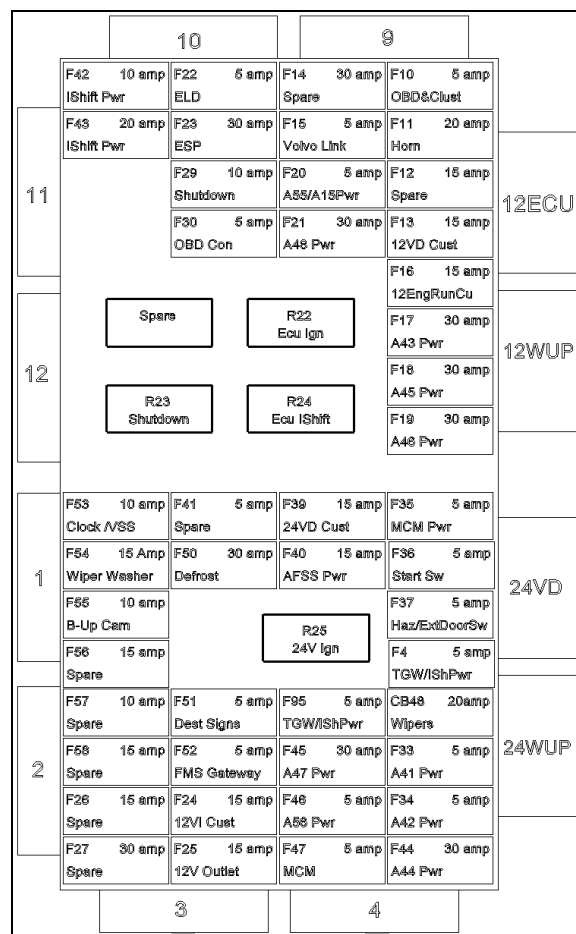 10 9
F42 10 amp F22 5 amp F14 30 amp F10 5 amp
IShift Pwr ELD Spare OBD&Clust
F43 20 amp F23 30 amp F15 5 amp F11 20 amp
IShift Pwr ESP Volvo Link Horn
F29 10 amp F20 5 amp F12 15 amp
Shutdown A55/A15Pwr Spare
11 12ECU
F30 5 amp F21 30 amp F13 15 amp
OBD Con A48 Pwr 12VD Cust
F16 15 amp
12EngRunCu
Spare R22 F17 30 amp
Ecu Ign A43 Pwr
12WUP
12 F18 30 amp
A45 Pwr
R23 R24 F19 30 amp
Shutdown Ecu IShift A46 Pwr
F53 10 amp F41 5 amp F39 15 amp F35 5 amp
Clock /VSS Spare 24VD Cust MCM Pwr
F54 15 Amp F50 30 amp F40 15 amp F36 5 amp
Wiper Washer Defrost AFSS Pwr Start Sw
1 24VD
F55 10 amp F37 5 amp
B-Up Cam R25 Haz/ExtDoorSw
F56 15 amp 24V Ign F4 5 amp
Spare TGW/IShPwr
F57 10 amp F51 5 amp F95 5 amp CB48 20amp
Spare Dest Signs TGW/IShPwr Wipers
F58 15 amp F52 5 amp F45 30 amp F33 5 amp
2 24WUP
Spare FMS Gateway A47 Pwr A41 Pwr
F26 15 amp F24 15 amp F46 5 amp F34 5 amp
Spare 12VI Cust A58 Pwr A42 Pwr
F27 30 amp F25 15 amp F47 5 amp F44 30 amp
Spare 12V Outlet MCM A44 Pwr
3 4